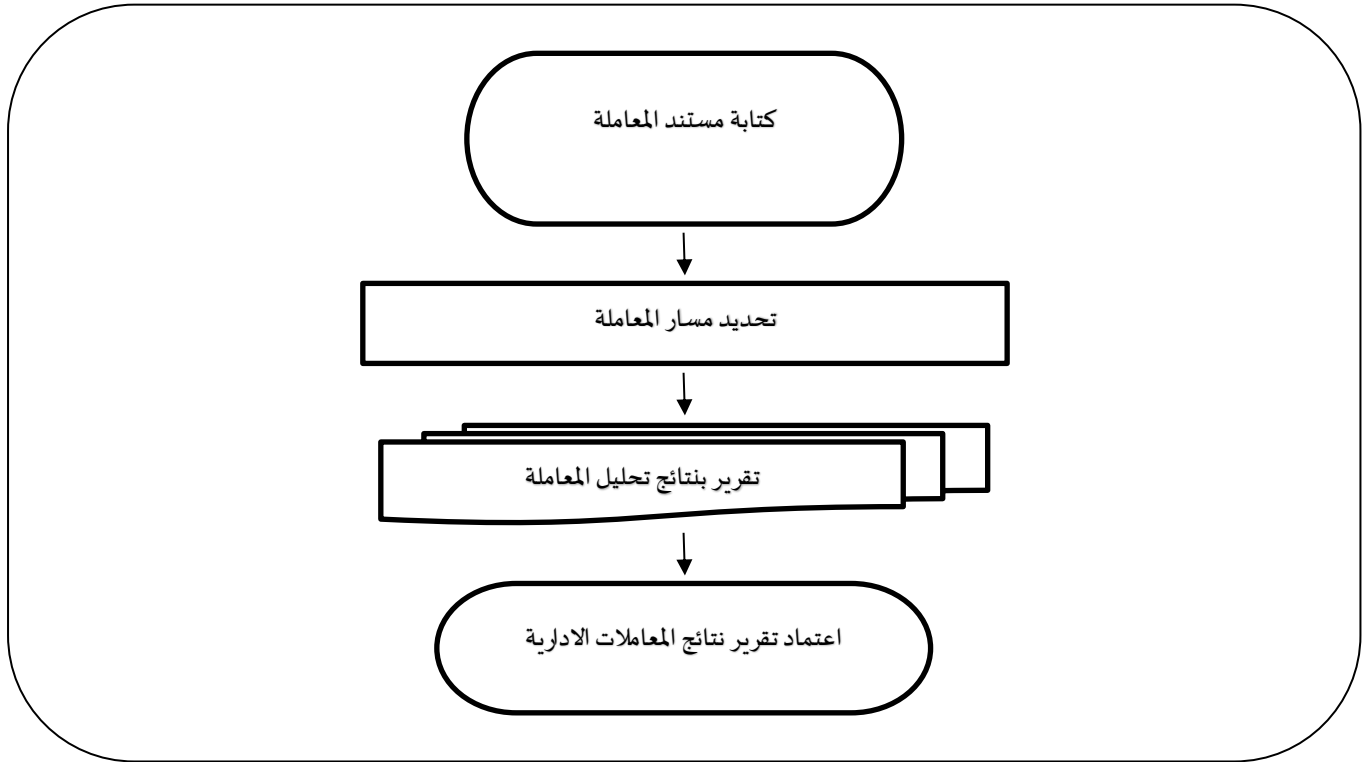 كتابة مستند المعاملة
تحديد مسار المعاملة
تقرير بنتائج تحليل المعاملة
اعتماد تقرير نتائج المعاملات الادارية